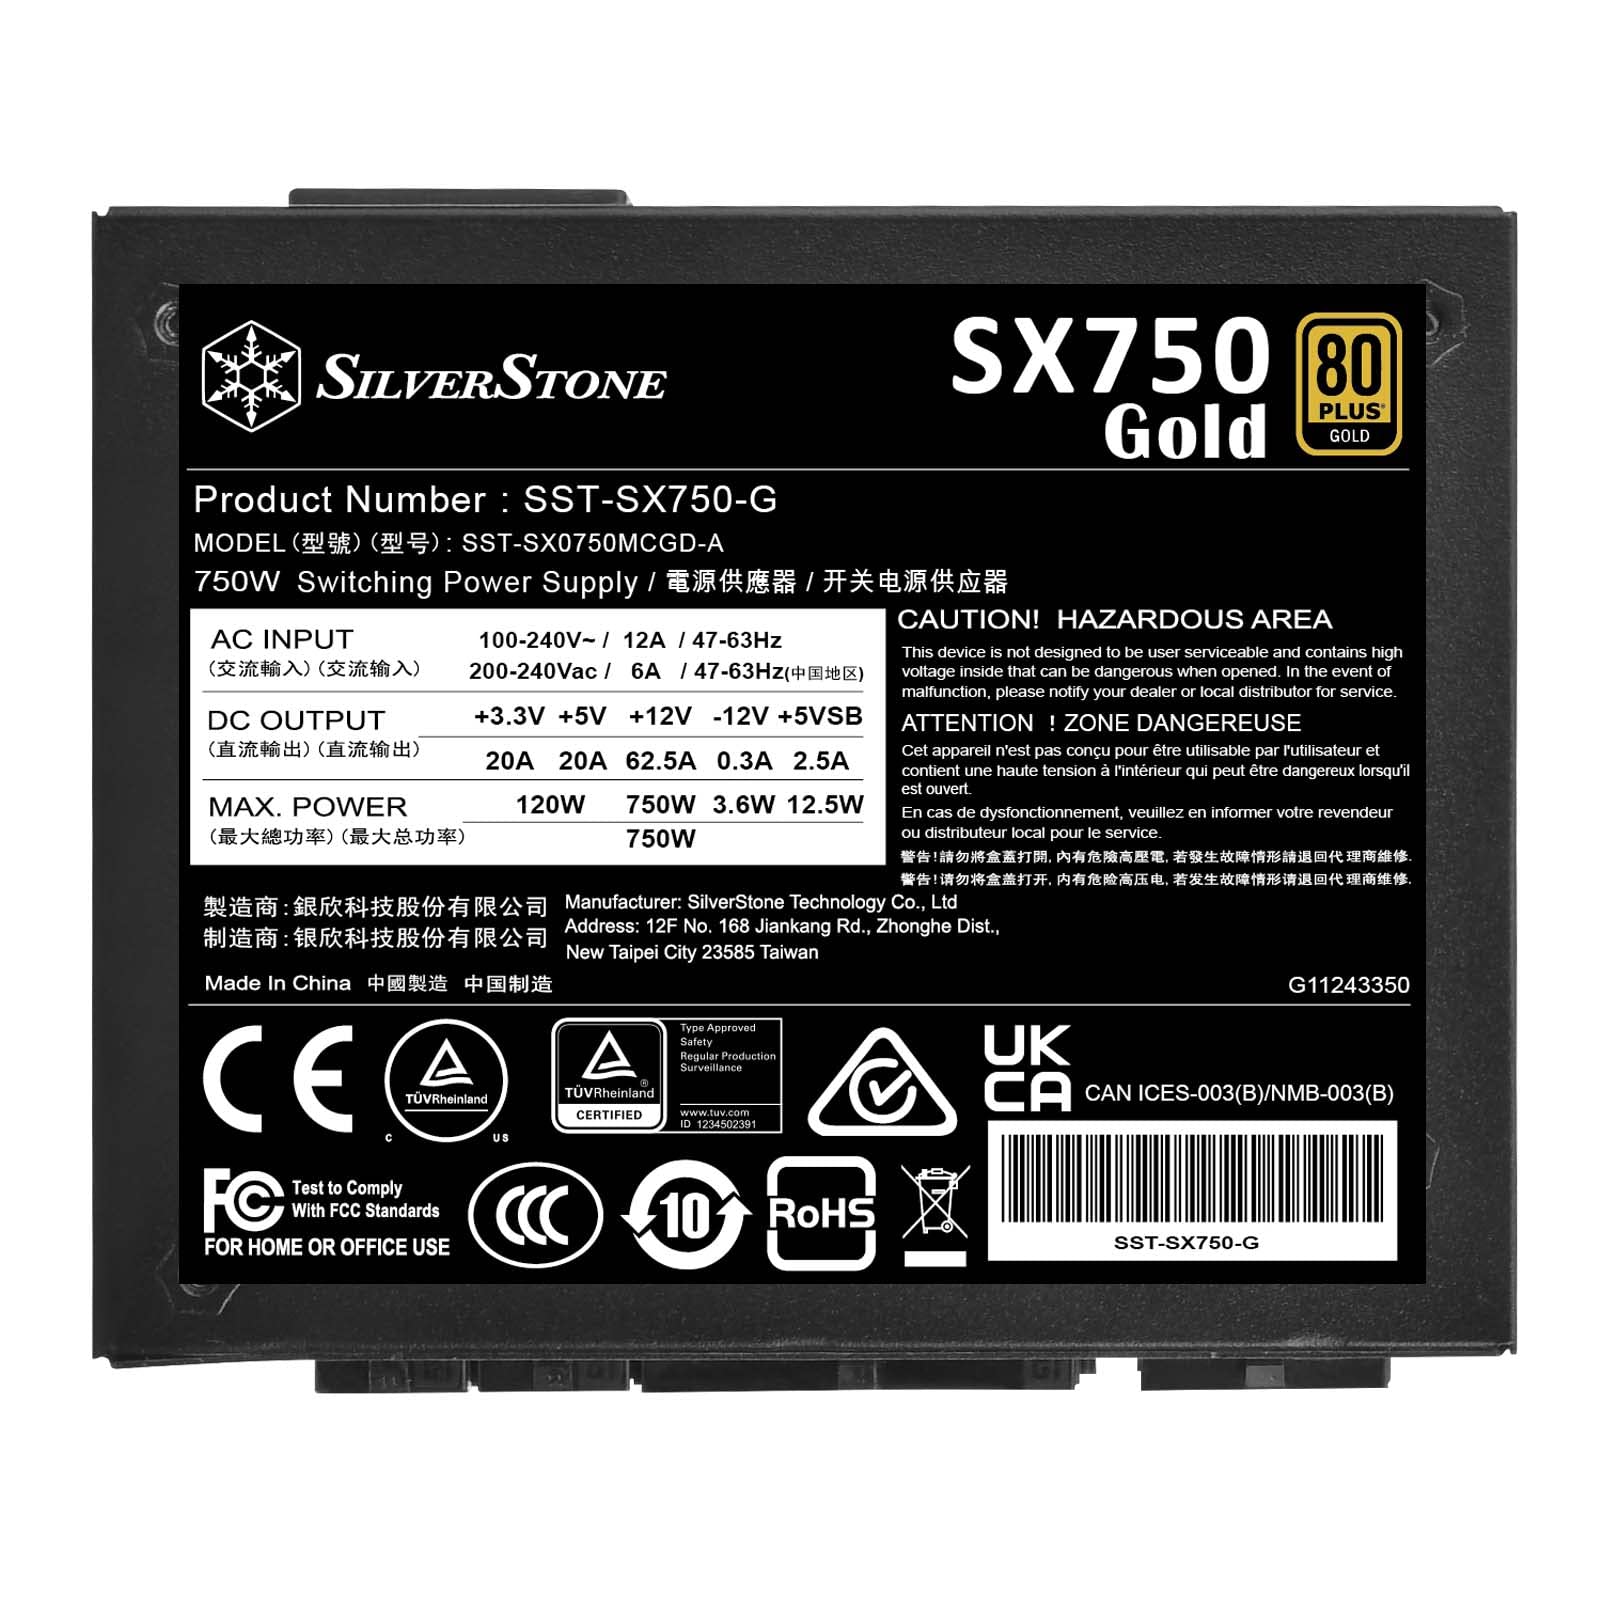 SILVERSTONE
SX750
Gold
80
PLUS
GOLD
Product Number : SST-SX750-G
MODEL (型號) (型号) : SST-SX0750MCGD-A
750W Switching Power Supply / 電源供應器 / 开关电源供应器
AC INPUT 100-240V~ / 12A / 47-63Hz
(交流輸入) (交流输入) 200-240Vac / 6A / 47-63Hz(中国地区)
DC OUTPUT +3.3V +5V +12V -12V +5VSB
(直流輸出) (直流输出) 20A 20A 62.5A 0.3A 2.5A
MAX. POWER 120W 750W 3.6W 12.5W
(最大總功率) (最大总功率) 750W
CAUTION! HAZARDOUS AREA
This device is not designed to be user serviceable and contains high
voltage inside that can be dangerous when opened. In the event of
malfunction, please notify your dealer or local distributor for service.
ATTENTION ! ZONE DANGEREUSE
Cet appareil n'est pas conçu pour être utilisable par l'utilisateur et
contient une haute tension à l'intérieur qui peut être dangereux lorsqu'il
est ouvert.
En cas de dysfonctionnement, veuillez en informer votre revendeur
ou distributeur local pour le service.
警告!請勿將盒蓋打開, 內有危險高壓電, 若發生故障情形請退回代理商維修.
警告!请勿将盒盖打开, 内有危险高压电, 若发生故障情形请退回代理商维修.
製造商:銀欣科技股份有限公司
制造商:银欣科技股份有限公司
Manufacturer: SilverStone Technology Co., Ltd
Address: 12F No. 168 Jiankang Rd., Zhonghe Dist.,
New Taipei City 23585 Taiwan
Made In China 中國製造 中国制造
G11243350
CE
TÜVRheinland
C US
TÜVRheinland®
CERTIFIED
Type Approved
Safety
Regular Production
Surveillance
www.tuv.com
ID 1234502391
UK
CA
CAN ICES-003(B)/NMB-003(B)
FC Test to Comply
With FCC Standards
FOR HOME OR OFFICE USE
CCC
10
RoHS
SST-SX750-G